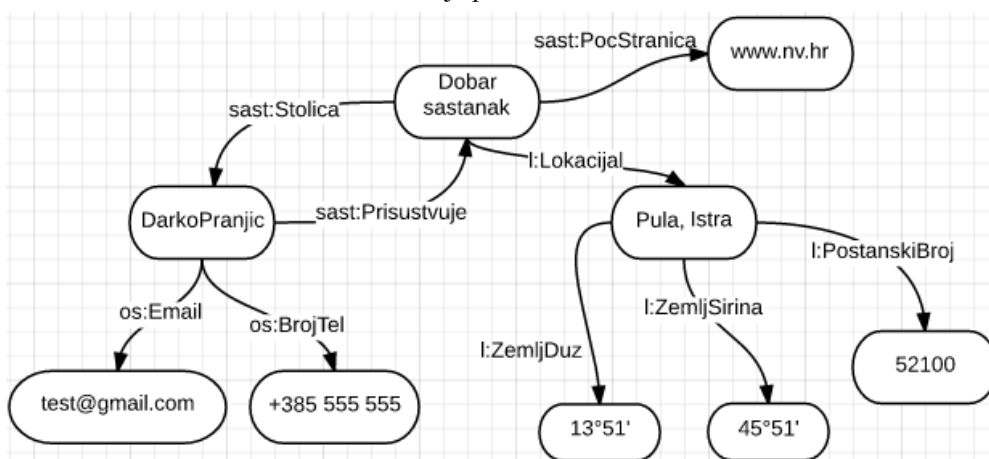 sast:PocStranica
www.nv.hr
Dobar
sastanak
sast:Stolica
l:Lokacijal
DarkoPranjic
sast:Prisustvuje
Pula, Istra
l:PostanskiBroj
os:Email
os:BrojTel
l:ZemljSirina
l:ZemljDuz
52100
test@gmail.com
+385 555 555
13°51'
45°51'